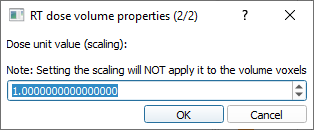 RT dose volume properties (2/2)
Dose unit value (scaling):
Note: Setting the scaling will NOT apply it to the volume voxels
1.0000000000000000
OK Cancel